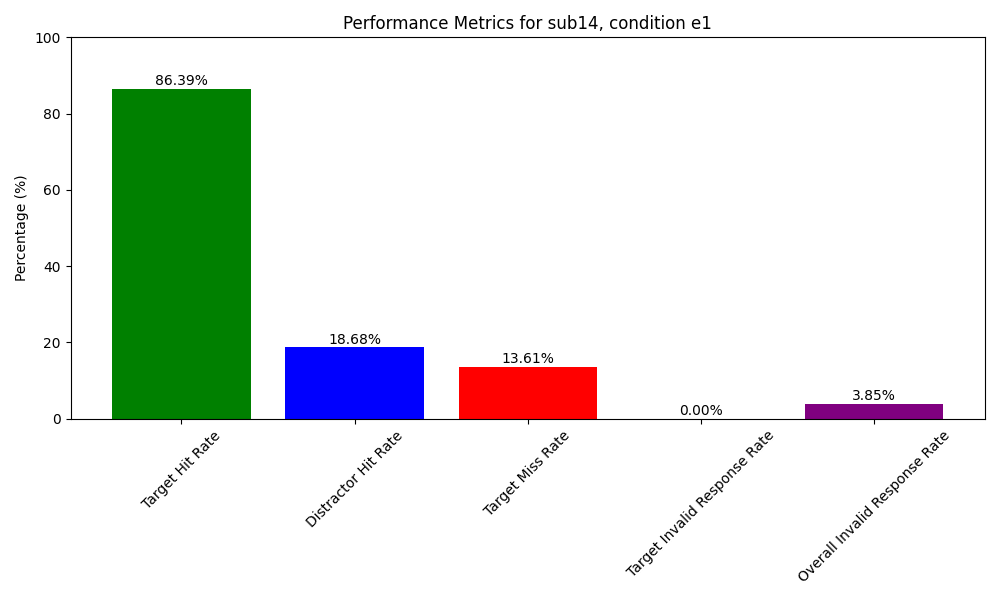 Performance Metrics for sub14, condition e1
Percentage (%)
100
80
60
40
20
0
86.39%
18.68%
13.61%
0.00%
3.85%
Target Hit Rate
Distractor Hit Rate
Target Miss Rate
Target Invalid Response Rate
Overall Invalid Response Rate